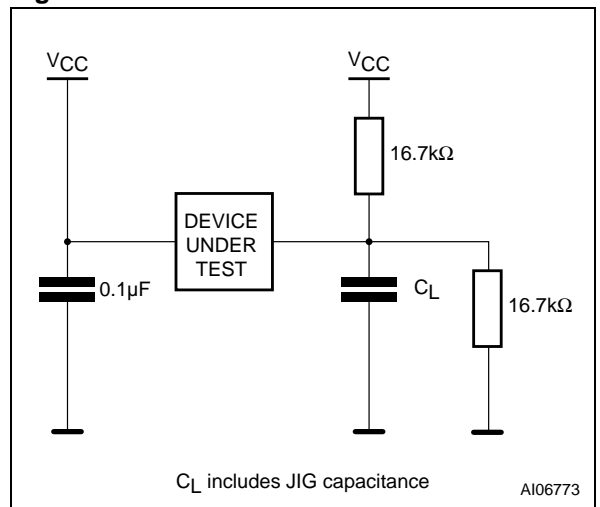 VCC
VCC
16.7kΩ
DEVICE
UNDER
TEST
0.1µF
CL
16.7kΩ
CL includes JIG capacitance
AI06773